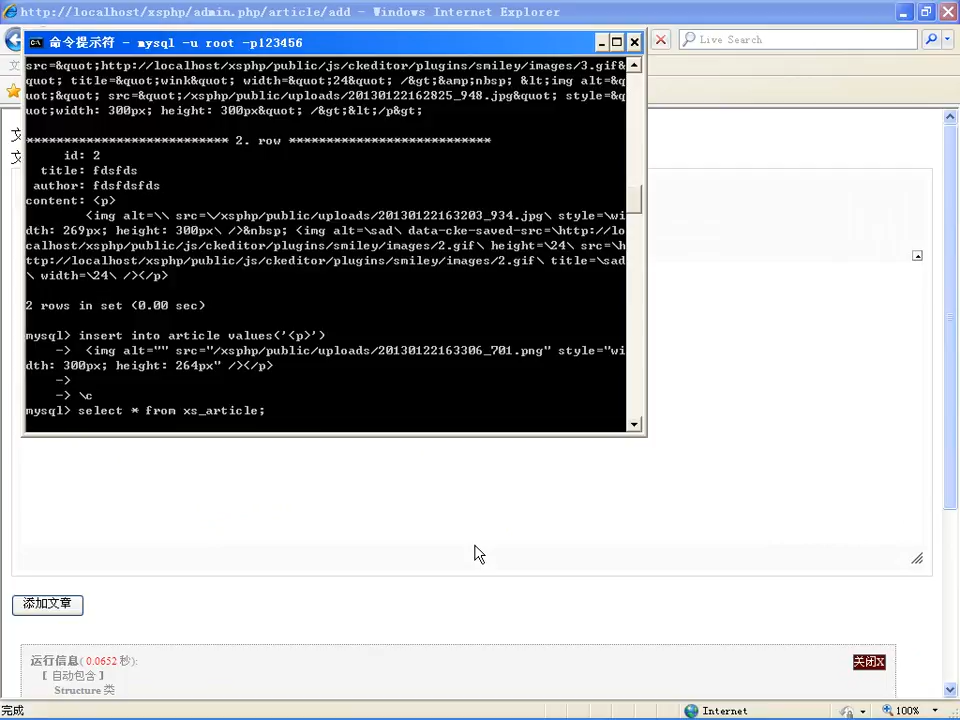 http://localhost/xsphp/admin.php/article/add - Windows Internet Explorer
命令提示符 - mysql -u root -p123456
Live Search
src=&quot;http://localhost/xsphp/public/js/ckeditor/plugins/smiley/images/3.gif&
quot; title=&quot;wink&quot; width=&quot;24&quot; /&gt;&amp;nbsp; &lt;img alt=&q
uot;&quot; src=&quot;/xsphp/public/uploads/20130122162825_948.jpg&quot; style=&q
uot;width: 300px; height: 300px&quot; /&gt;&lt;/p&gt;
*************************** 2. row ***************************
id: 2
title: fdsfds
author: fdsfdsfds
content: <p>
<img alt=\\ src=\/xsphp/public/uploads/20130122163203_934.jpg\ style=\wi
dth: 269px; height: 300px\ />&nbsp; <img alt=\sad\ data-cke-saved-src=\http://lo
calhost/xsphp/public/js/ckeditor/plugins/smiley/images/2.gif\ height=\24\ src=\h
ttp://localhost/xsphp/public/js/ckeditor/plugins/smiley/images/2.gif\ title=\sad
\ width=\24\ /></p>
2 rows in set (0.00 sec)
mysql> insert into article values('<p>')
-> <img alt="" src="/xsphp/public/uploads/20130122163306_701.png" style="wi
dth: 300px; height: 264px" /></p>
->
-> \c
mysql> select * from xs_article;
添加文章
运行信息( 0.0652 秒):
关闭X
[ 自动包含 ]
Structure 类
完成
Internet
100%